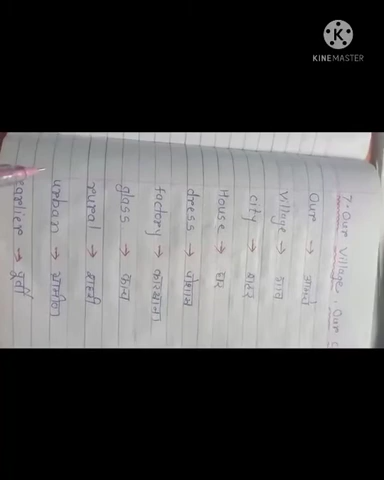 KINEMASTER
7. Our village, Our
Our → आमचे
village → गाव
city → शहर
House → घर
dress → पोशाख
factory → कारखाना
glass → काच
rural → शहरी
urban → ग्रामीण
earlier → पूर्वी